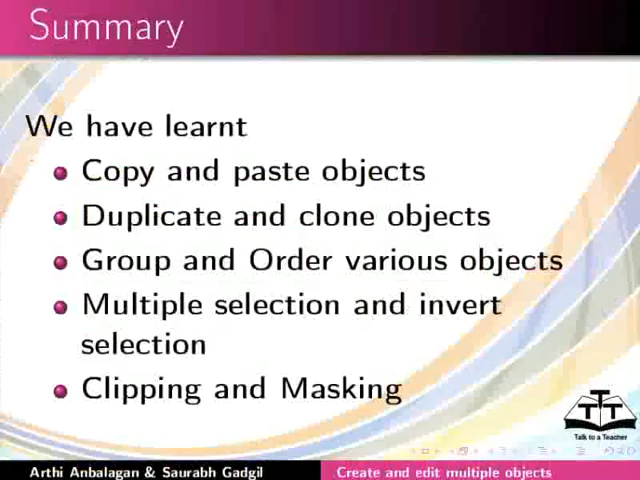 Summary
We have learnt
Copy and paste objects
Duplicate and clone objects
Group and Order various objects
Multiple selection and invert
selection
Clipping and Masking
TTT
Talk to a Teacher
Arthi Anbalagan & Saurabh Gadgil
Create and edit multiple objects